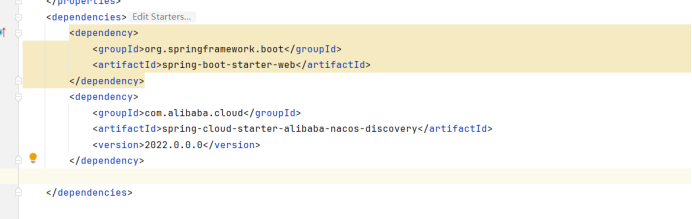 </properties>
<dependencies> Edit Starters...
<dependency>
<groupId>org.springframework.boot</groupId>
<artifactId>spring-boot-starter-web</artifactId>
</dependency>
<dependency>
<groupId>com.alibaba.cloud</groupId>
<artifactId>spring-cloud-starter-alibaba-nacos-discovery</artifactId>
<version>2022.0.0.0</version>
</dependency>
</dependencies>